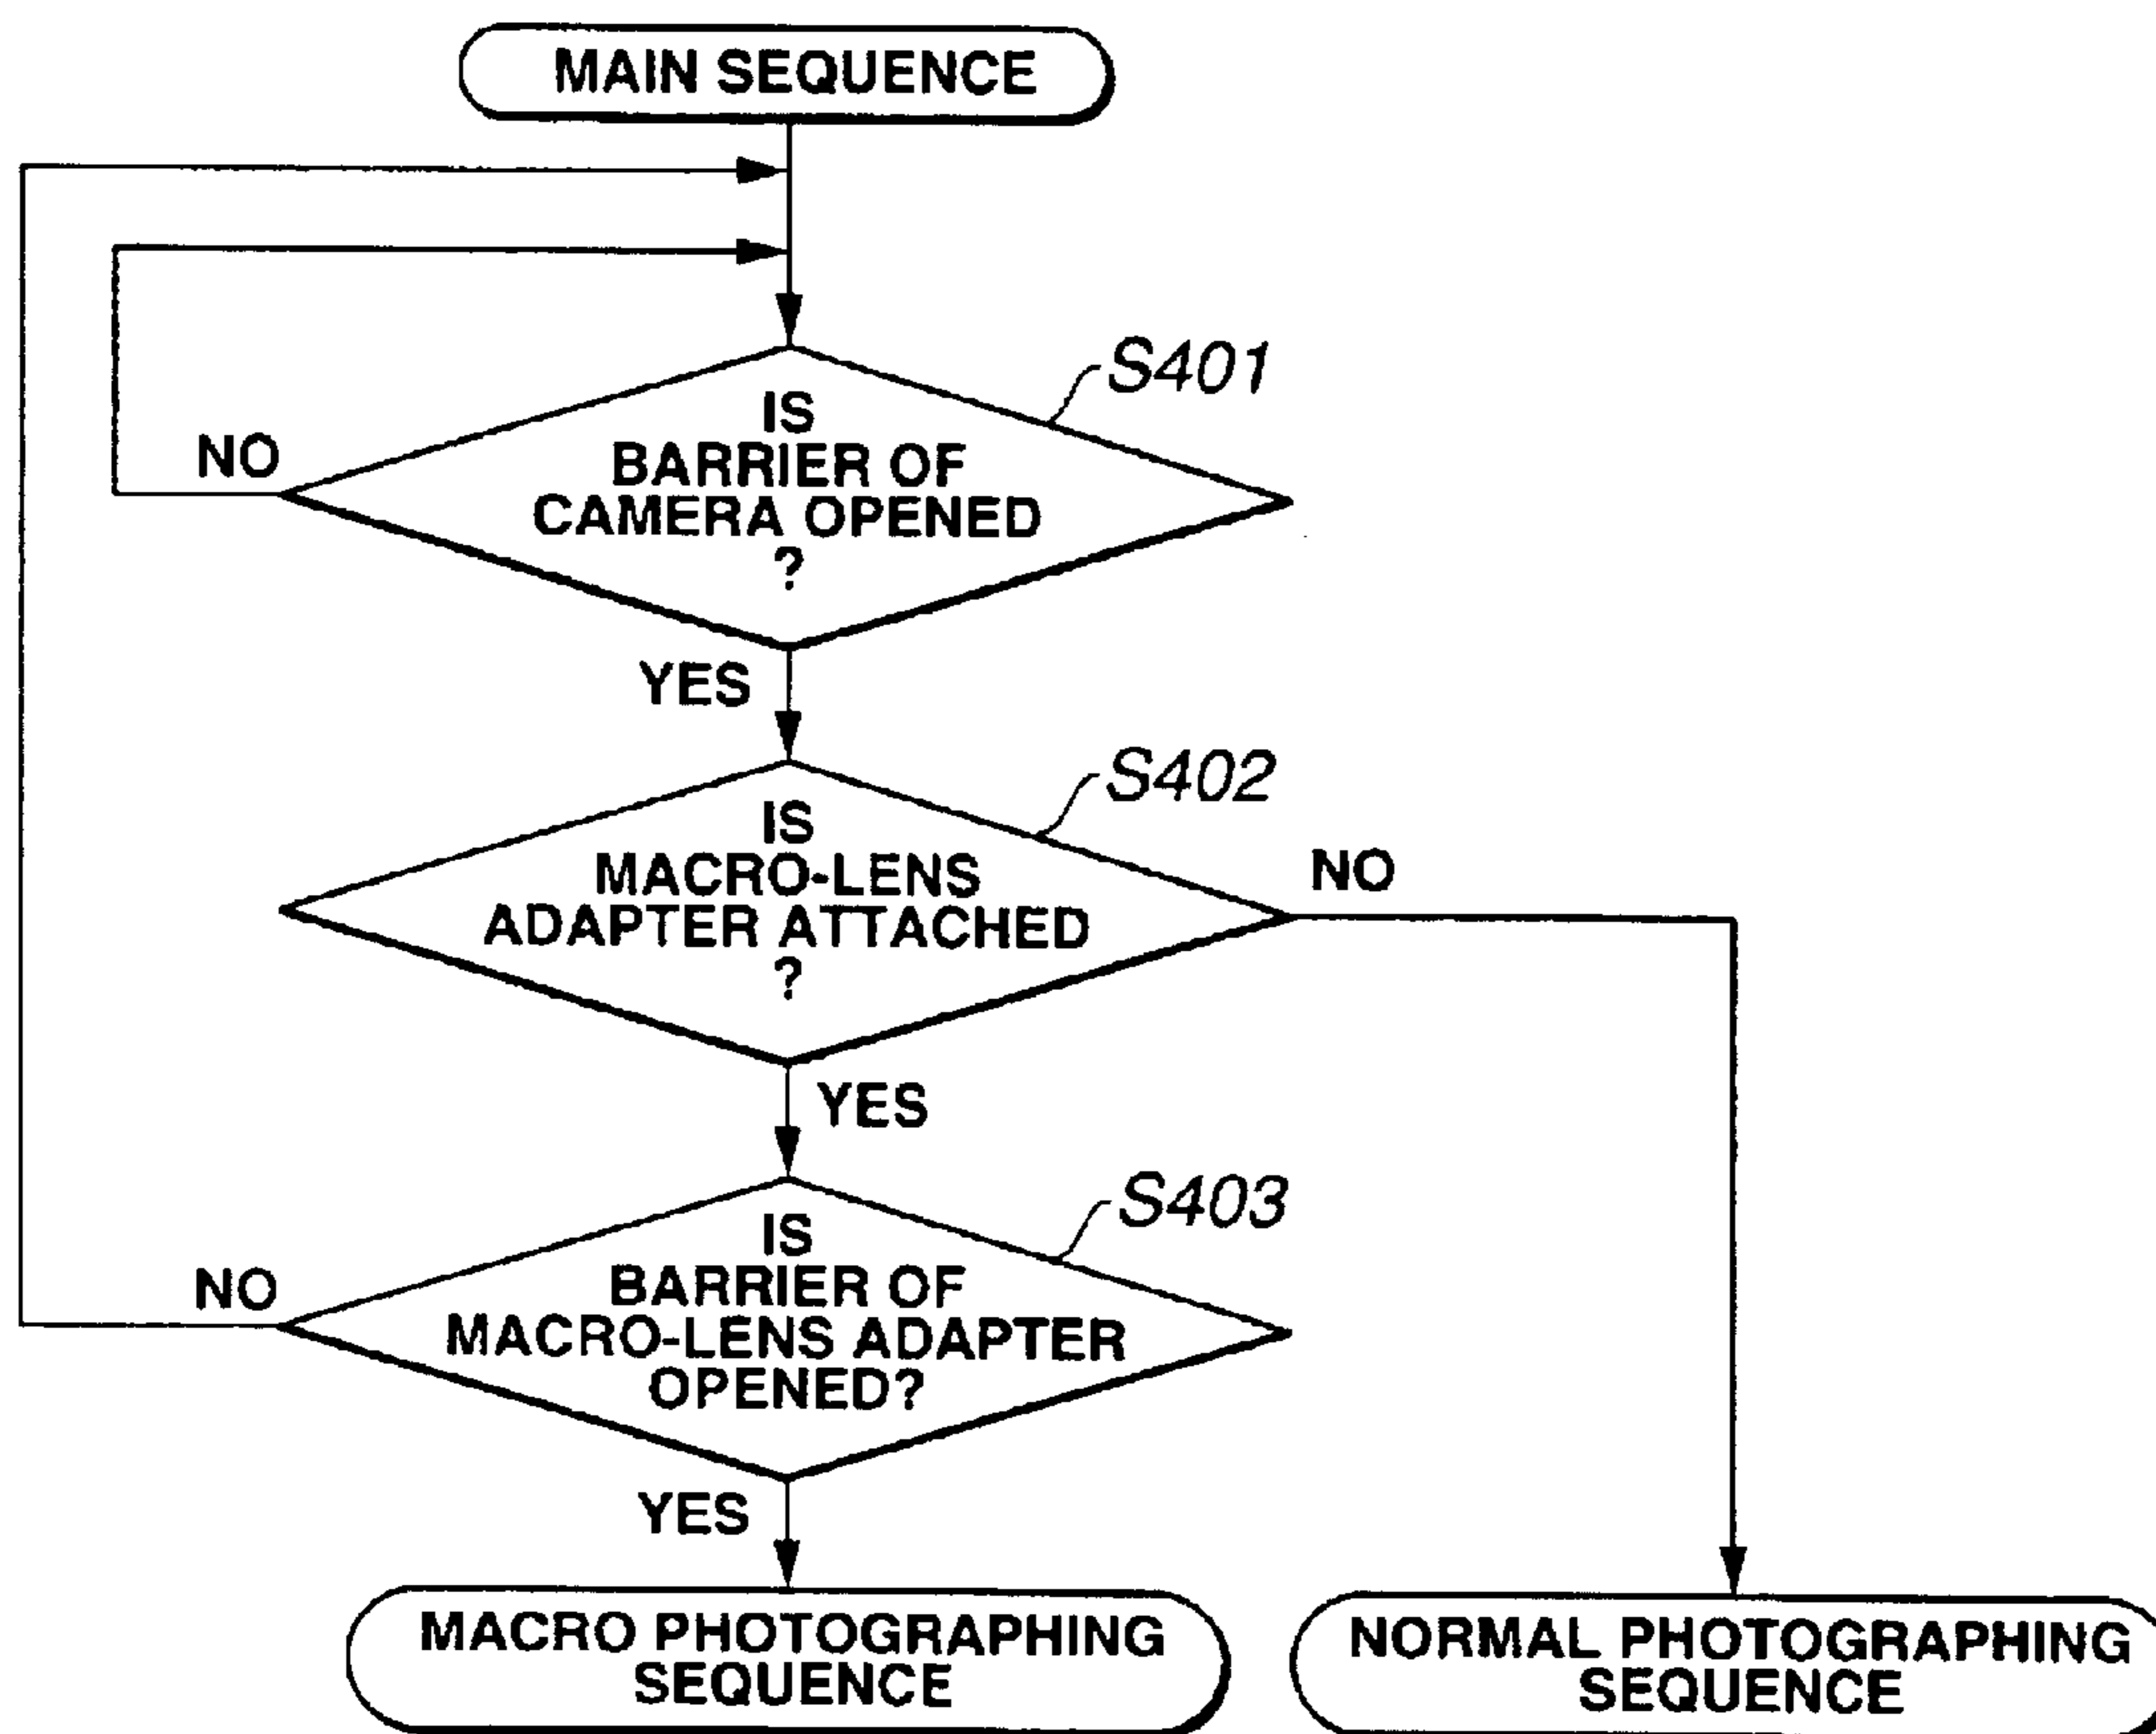 MAIN SEQUENCE
S401
IS
BARRIER OF
CAMERA OPENED
?
NO
YES
S402
IS
MACRO-LENS
ADAPTER ATTACHED
?
NO
YES
S403
IS
BARRIER OF
MACRO-LENS ADAPTER
OPENED?
NO
YES
MACRO PHOTOGRAPHING
SEQUENCE
NORMAL PHOTOGRAPHING
SEQUENCE